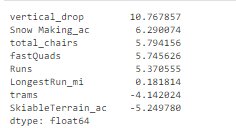 vertical_drop 10.767857
Snow Making_ac 6.290074
total_chairs 5.794156
fastQuads 5.745626
Runs 5.370555
LongestRun_mi 0.181814
trams -4.142024
SkiableTerrain_ac -5.249780
dtype: float64